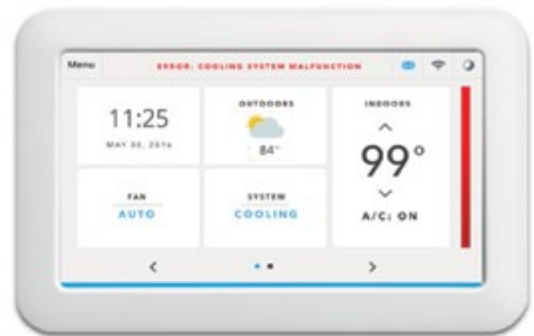 Menu
ERROR: COOLING SYSTEM MALFUNCTION
11:25
MAY 30, 2016
OUTDOORS
84°
INDOORS
99°
A/C: ON
FAN
AUTO
SYSTEM
COOLING